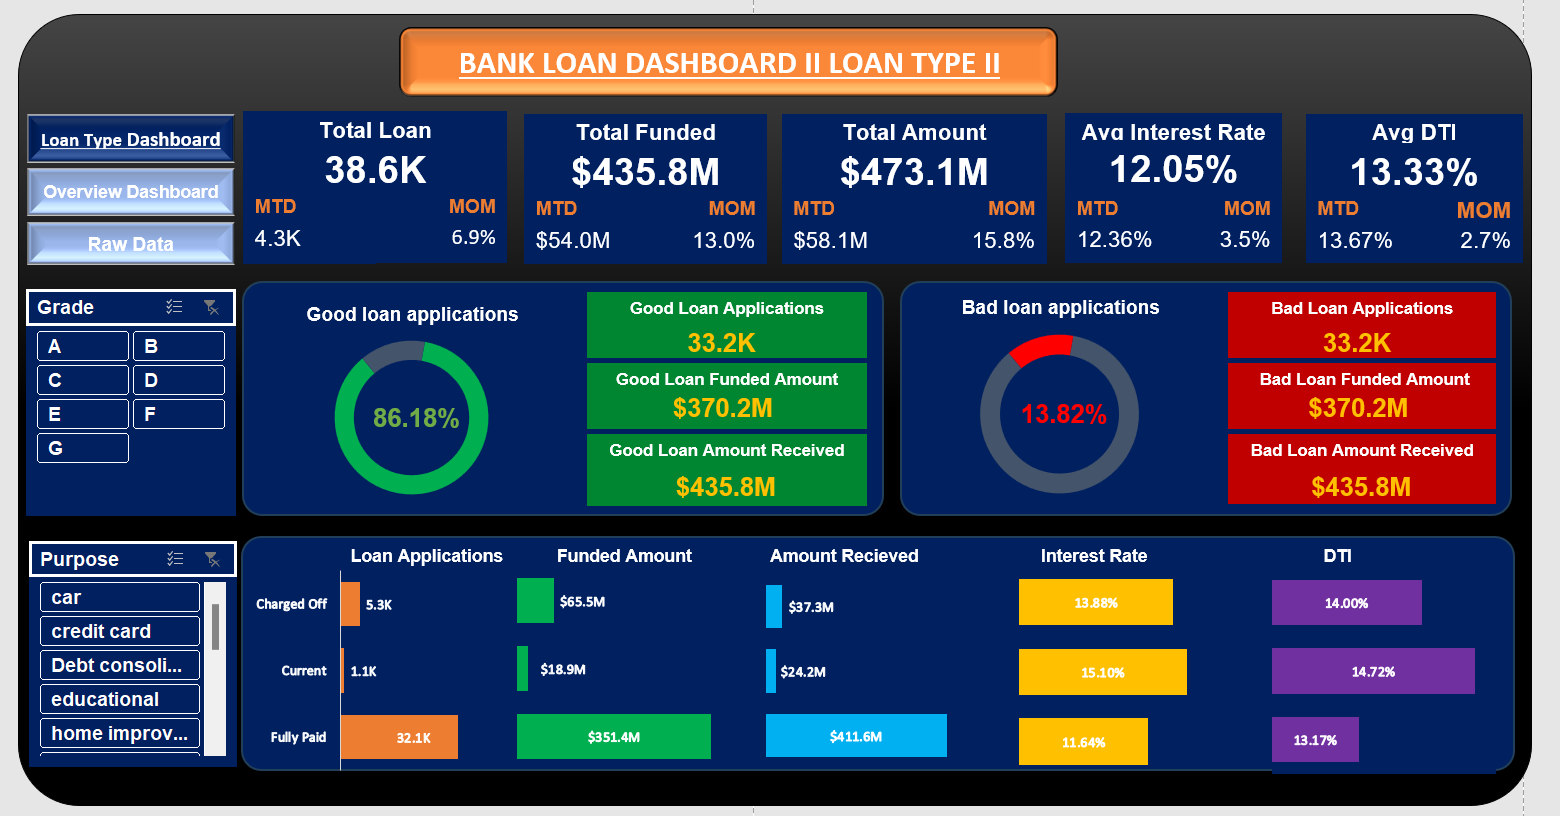 BANK LOAN DASHBOARD II LOAN TYPE II
Loan Type Dashboard
Overview Dashboard
Raw Data
Total Loan
38.6K
MTD MOM
4.3K 6.9%
Total Funded
$435.8M
MTD MOM
$54.0M 13.0%
Total Amount
$473.1M
MTD MOM
$58.1M 15.8%
Avg Interest Rate
12.05%
MTD MOM
12.36% 3.5%
Avg DTI
13.33%
MTD MOM
13.67% 2.7%
Grade
A B
C D
E F
G
Good loan applications
86.18%
Good Loan Applications
33.2K
Good Loan Funded Amount
$370.2M
Good Loan Amount Received
$435.8M
Bad loan applications
13.82%
Bad Loan Applications
33.2K
Bad Loan Funded Amount
$370.2M
Bad Loan Amount Received
$435.8M
Purpose
car
credit card
Debt consoli...
educational
home improv...
Loan Applications Funded Amount Amount Recieved Interest Rate DTI
Charged Off 5.3K $65.5M $37.3M 13.88% 14.00%
Current 1.1K $18.9M $24.2M 15.10% 14.72%
Fully Paid 32.1K $351.4M $411.6M 11.64% 13.17%